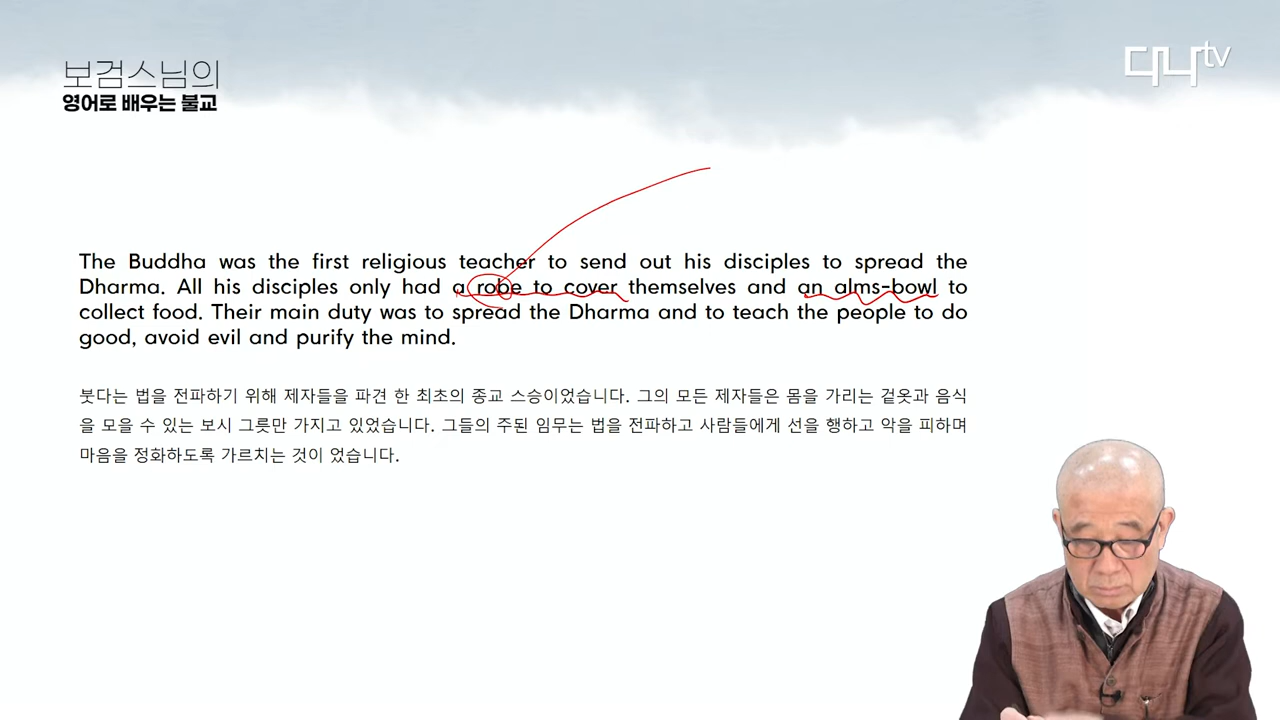 보검스님의
영어로 배우는 불교
다나tv
The Buddha was the first religious teacher to send out his disciples to spread the
Dharma. All his disciples only had a robe to cover themselves and an alms-bowl to
collect food. Their main duty was to spread the Dharma and to teach the people to do
good, avoid evil and purify the mind.
붓다는 법을 전파하기 위해 제자들을 파견 한 최초의 종교 스승이었습니다. 그의 모든 제자들은 몸을 가리는 겉옷과 음식
을 모을 수 있는 보시 그릇만 가지고 있었습니다. 그들의 주된 임무는 법을 전파하고 사람들에게 선을 행하고 악을 피하며
마음을 정화하도록 가르치는 것이 었습니다.